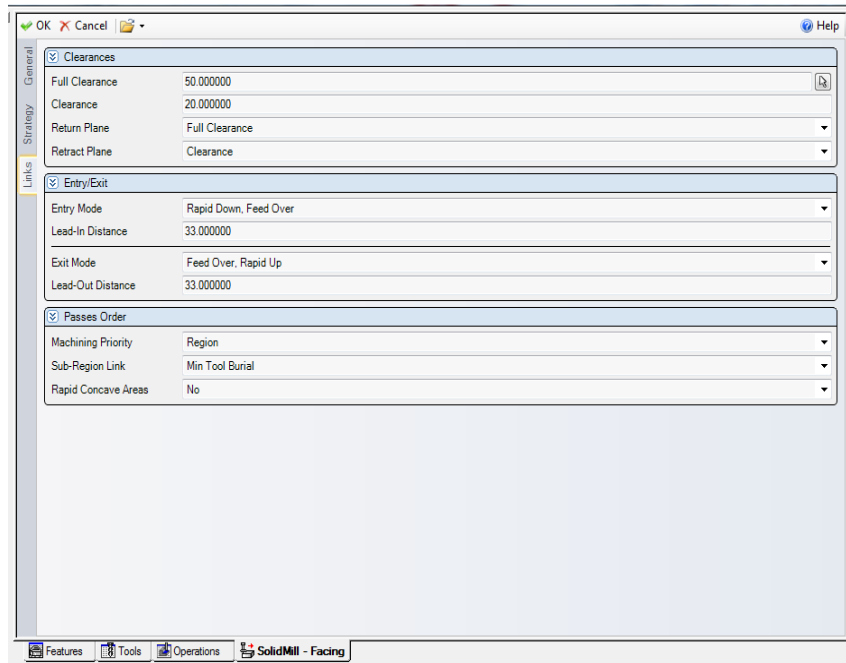 OK Cancel Help
General
Strategy
Links
Clearances
Full Clearance 50.000000
Clearance 20.000000
Return Plane Full Clearance
Retract Plane Clearance
Entry/Exit
Entry Mode Rapid Down, Feed Over
Lead-In Distance 33.000000
Exit Mode Feed Over, Rapid Up
Lead-Out Distance 33.000000
Passes Order
Machining Priority Region
Sub-Region Link Min Tool Burial
Rapid Concave Areas No
Features Tools Operations SolidMill - Facing